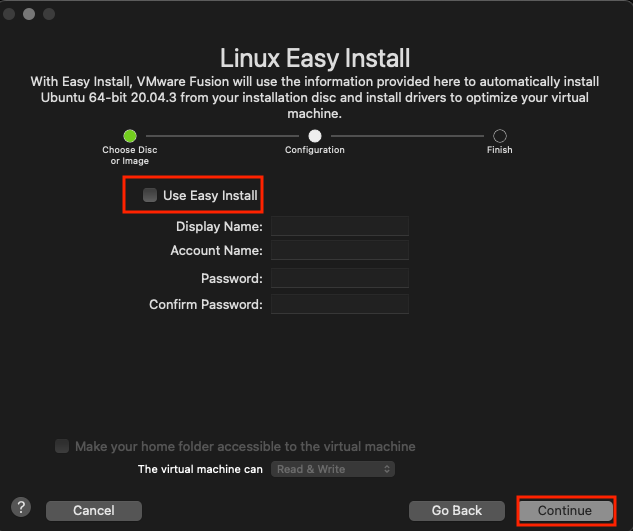 Linux Easy Install
With Easy Install, VMware Fusion will use the information provided here to automatically install
Ubuntu 64-bit 20.04.3 from your installation disc and install drivers to optimize your virtual
machine.
Choose Disc
or Image
Configuration
Finish
Use Easy Install
Display Name:
Account Name:
Password:
Confirm Password:
Make your home folder accessible to the virtual machine
The virtual machine can Read & Write
? Cancel Go Back Continue